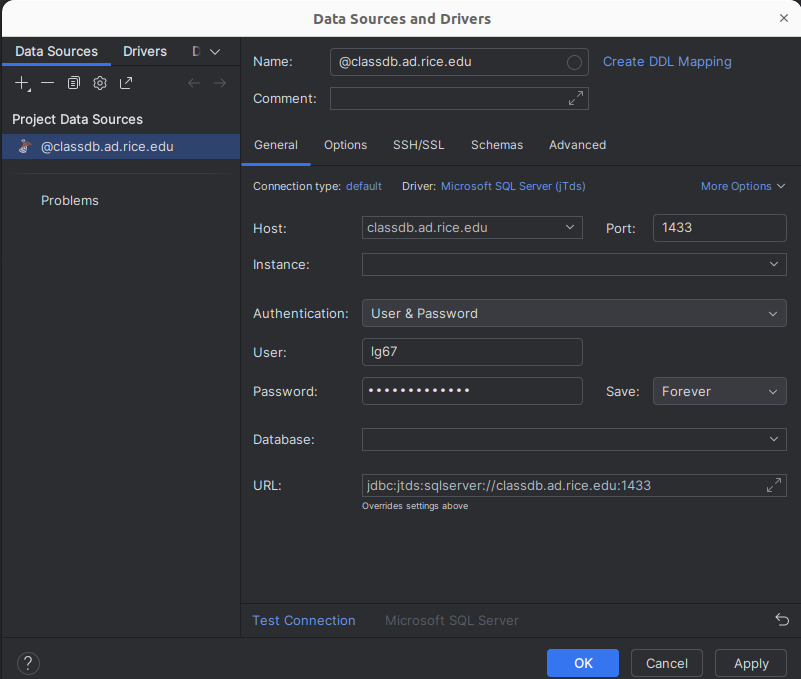 Data Sources and Drivers
Data Sources Drivers D
Name: @classdb.ad.rice.edu Create DDL Mapping
Comment:
Project Data Sources
@classdb.ad.rice.edu
Problems
General Options SSH/SSL Schemas Advanced
Connection type: default Driver: Microsoft SQL Server (jTds) More Options
Host: classdb.ad.rice.edu Port: 1433
Instance:
Authentication: User & Password
User: lg67
Password: ••••••••••••• Save: Forever
Database:
URL: jdbc:jtds:sqlserver://classdb.ad.rice.edu:1433
Overrides settings above
Test Connection Microsoft SQL Server
? OK Cancel Apply